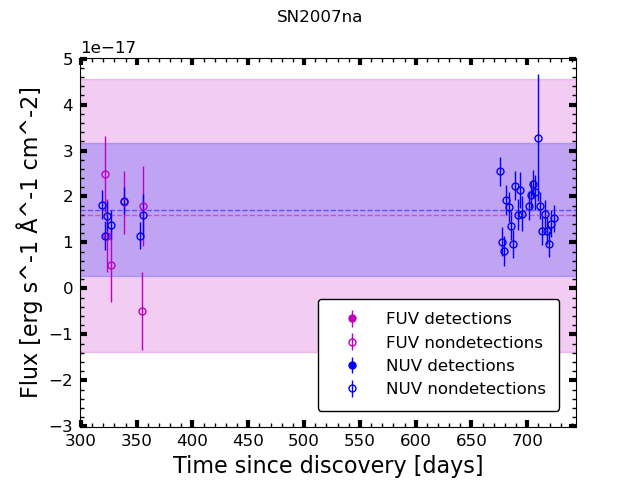 SN2007na
1e−17
5
4
3
2
1
0
−1
−2
−3
Flux [erg s^-1 Å^-1 cm^-2]
FUV detections
FUV nondetections
NUV detections
NUV nondetections
300 350 400 450 500 550 600 650 700
Time since discovery [days]